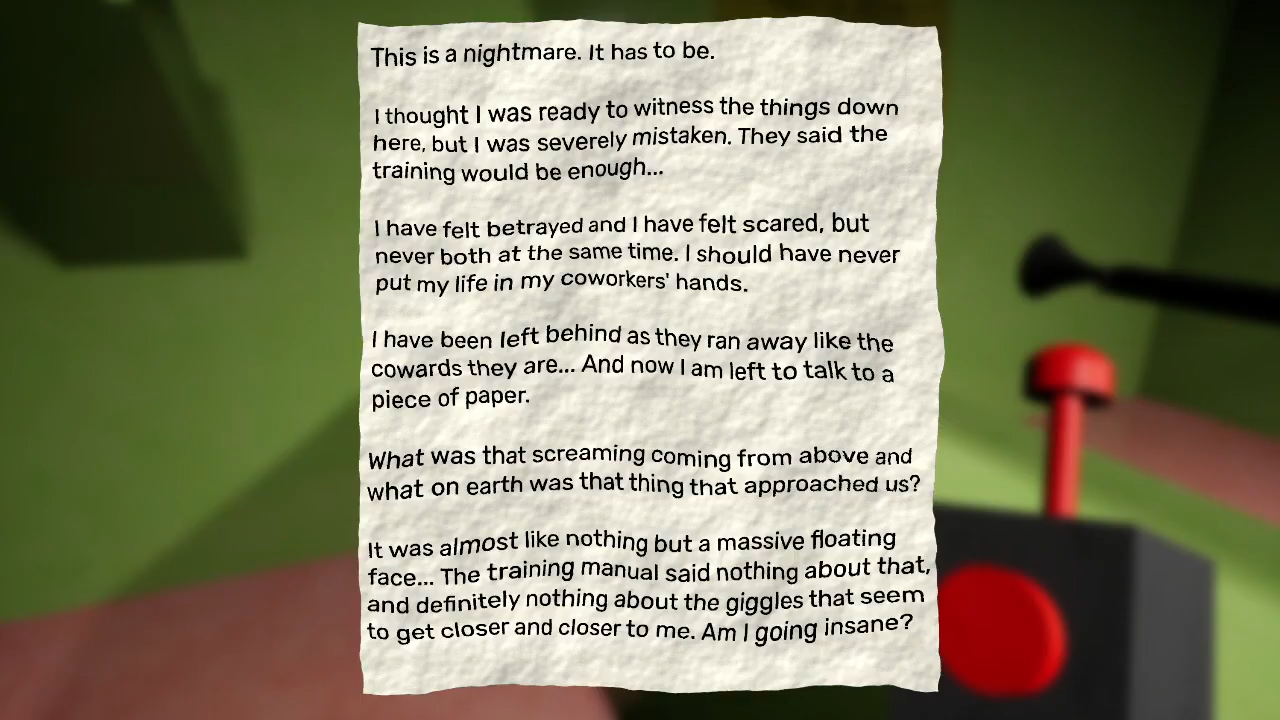 This is a nightmare. It has to be.
I thought I was ready to witness the things down
here, but I was severely mistaken. They said the
training would be enough...
I have felt betrayed and I have felt scared, but
never both at the same time. I should have never
put my life in my coworkers' hands.
I have been left behind as they ran away like the
cowards they are... And now I am left to talk to a
piece of paper.
What was that screaming coming from above and
what on earth was that thing that approached us?
It was almost like nothing but a massive floating
face... The training manual said nothing about that,
and definitely nothing about the giggles that seem
to get closer and closer to me. Am I going insane?